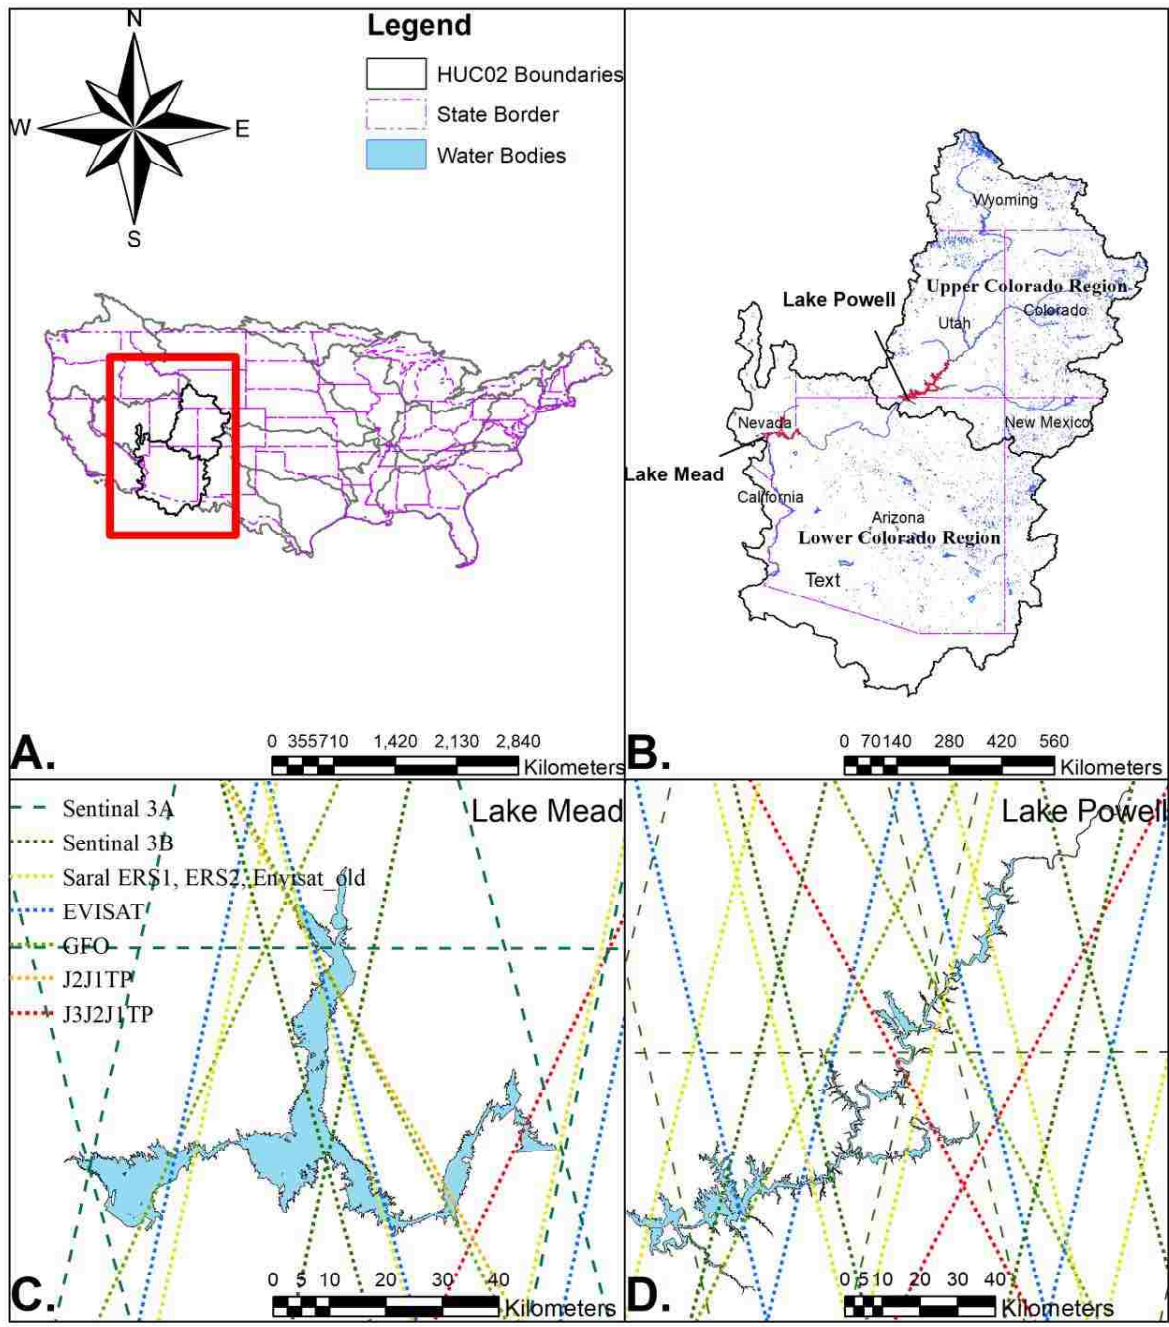 N
W
E
S
Legend
HUC02 Boundaries
State Border
Water Bodies
A.
0 355710 1,420 2,130 2,840
Kilometers
Wyoming
Upper Colorado Region
Lake Powell
Colorado
Utah
Nevada
New Mexico
Lake Mead
California
Arizona
Lower Colorado Region
Text
B.
0 70140 280 420 560
Kilometers
Lake Mead
Sentinal 3A
Sentinal 3B
Saral ERS1, ERS2, Envisat_old
EVISAT
GFO
J2J1TP
J3J2J1TP
C.
0 5 10 20 30 40
Kilometers
Lake Powell
D.
0 510 20 30 40
Kilometers